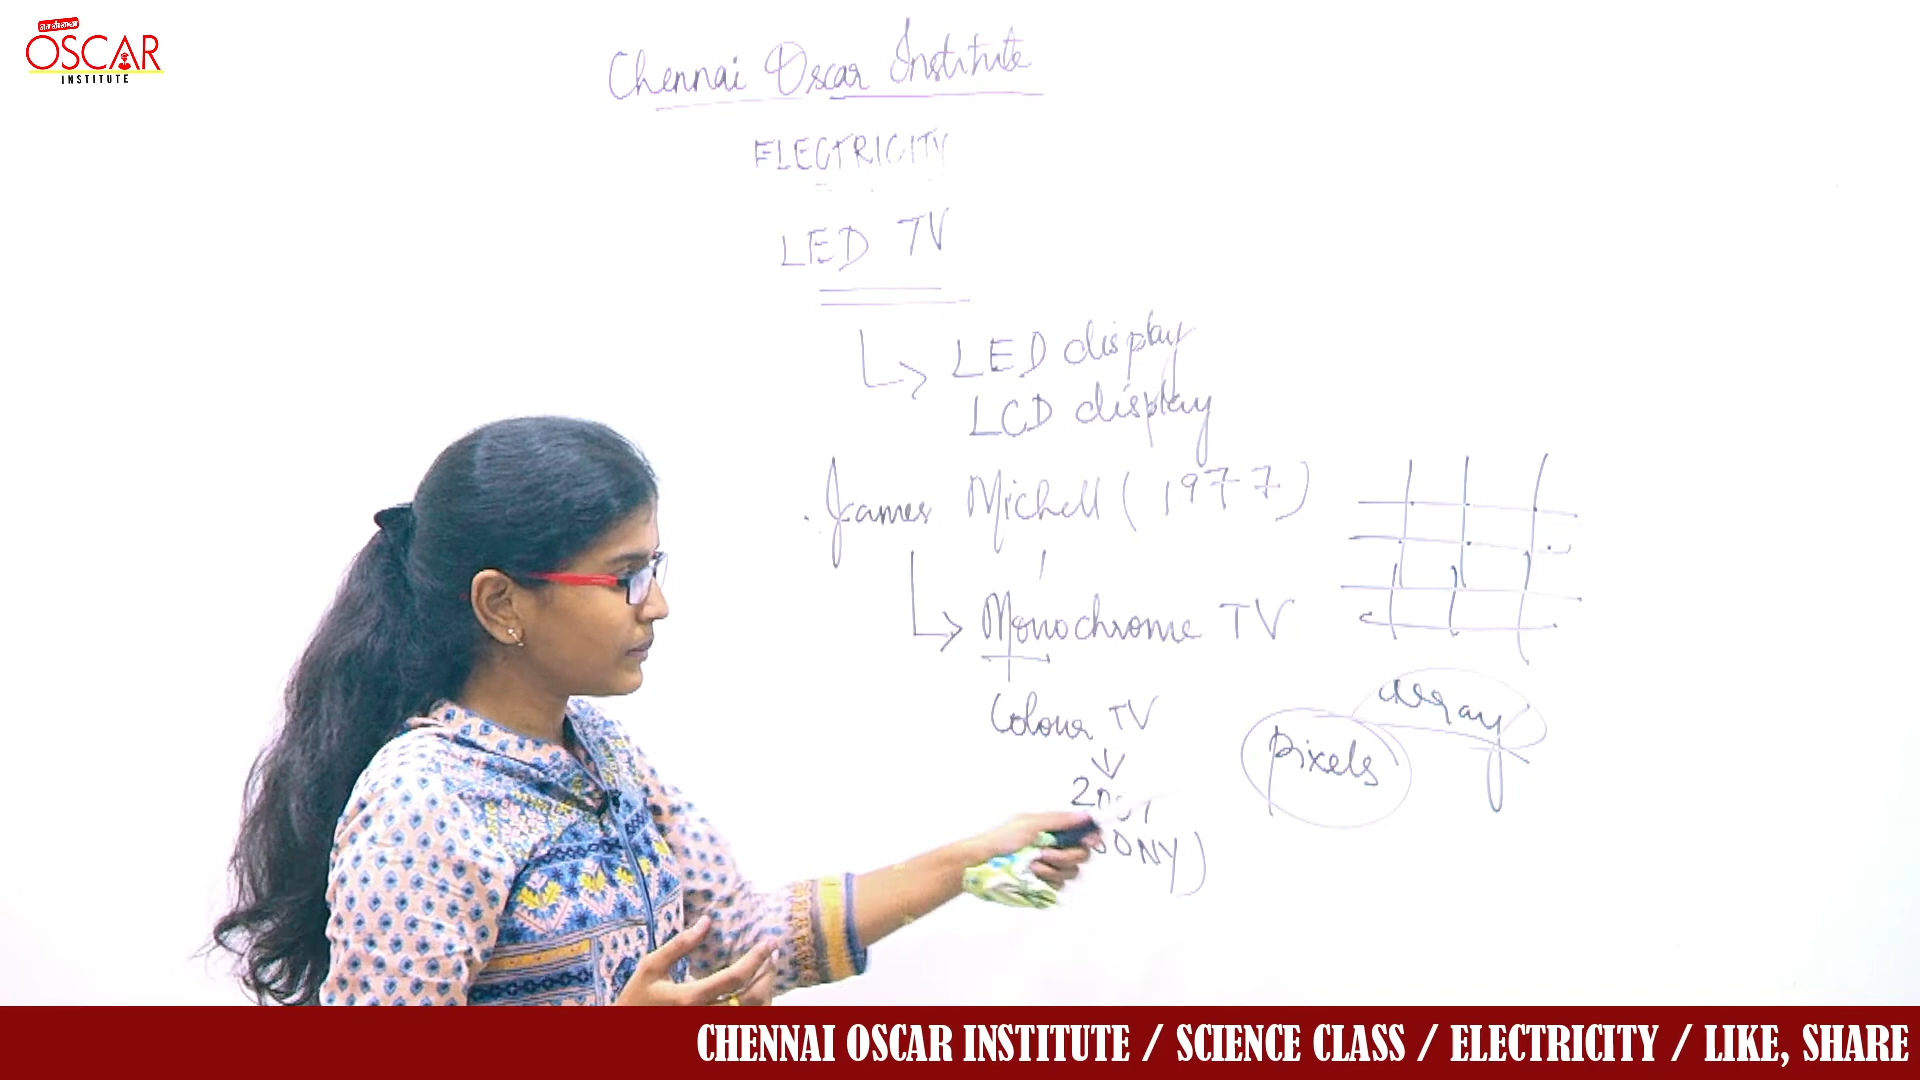 OSCAR
INSTITUTE
Chennai Oscar Institute
ELECTRICITY
LED TV
LED display
LCD display
James Michell (1977)
Monochrome TV
Colour TV
array
Pixels
SONY)
CHENNAI OSCAR INSTITUTE / SCIENCE CLASS / ELECTRICITY / LIKE, SHARE